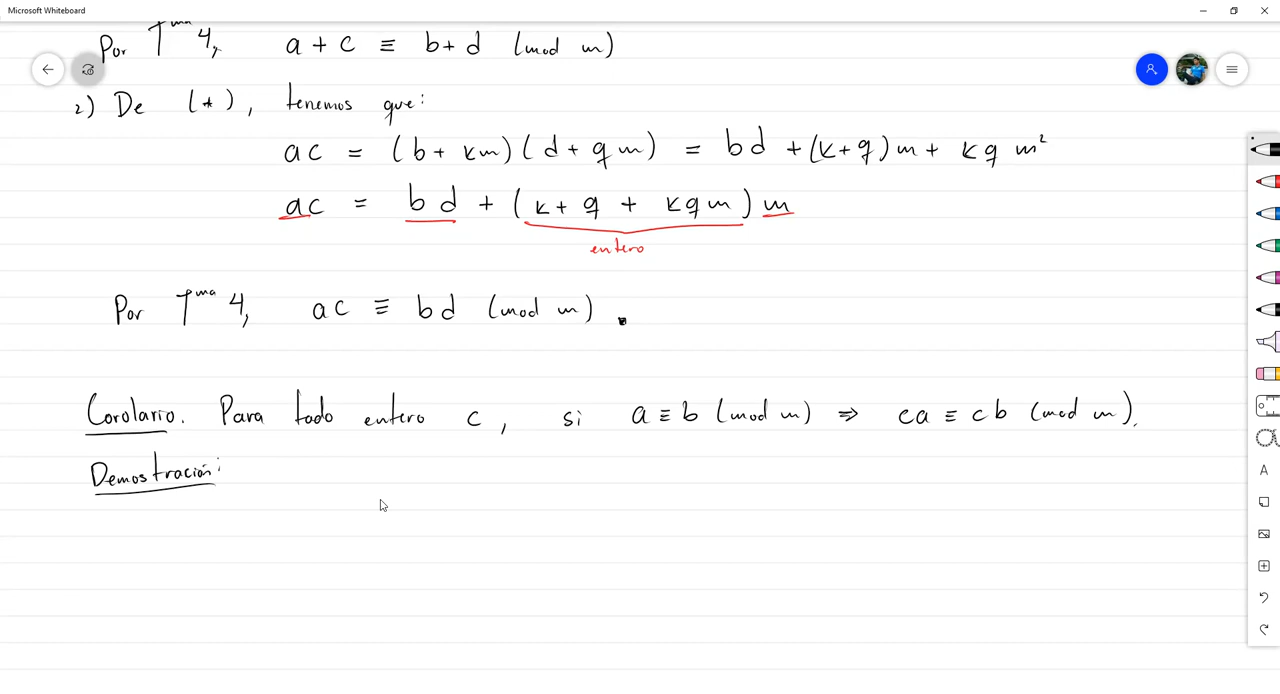 Microsoft Whiteboard
Por Tᵐᵃ 4, a + c ≡ b + d (mod m)
2) De (*), tenemos que:
ac = (b + km)(d + qm) = bd + (k+q)m + kq m²
ac = bd + (k + q + kqm) m
entero
Por Tᵐᵃ 4, ac ≡ bd (mod m).
Corolario. Para todo entero c, si a ≡ b (mod m) ⇒ ca ≡ cb (mod m).
Demostración:
A